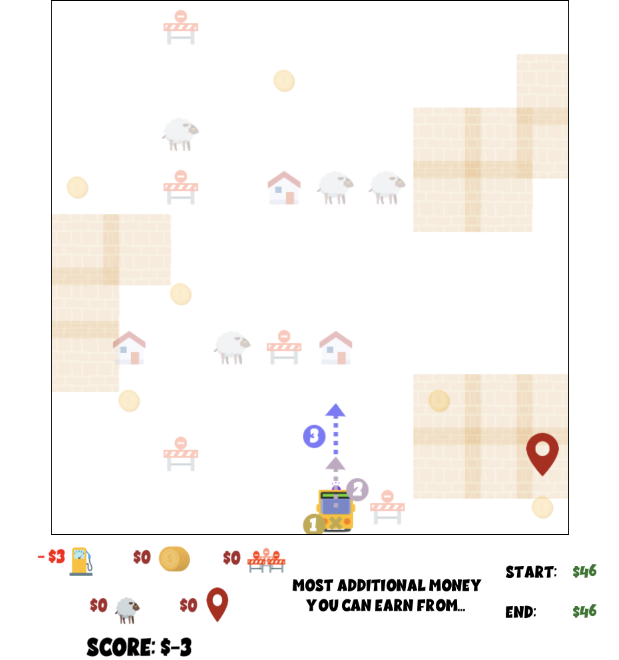 3
2
1
- $3 $0 $0
$0 $0
SCORE: $-3
MOST ADDITIONAL MONEY
YOU CAN EARN FROM...
START: $46
END: $46